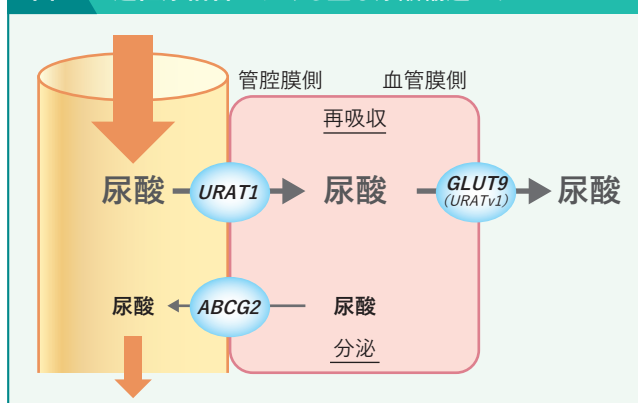 管腔膜側 血管膜側
再吸収
尿酸 URAT1 尿酸 GLUT9 尿酸
(URATv1)
尿酸 ABCG2 尿酸
分泌